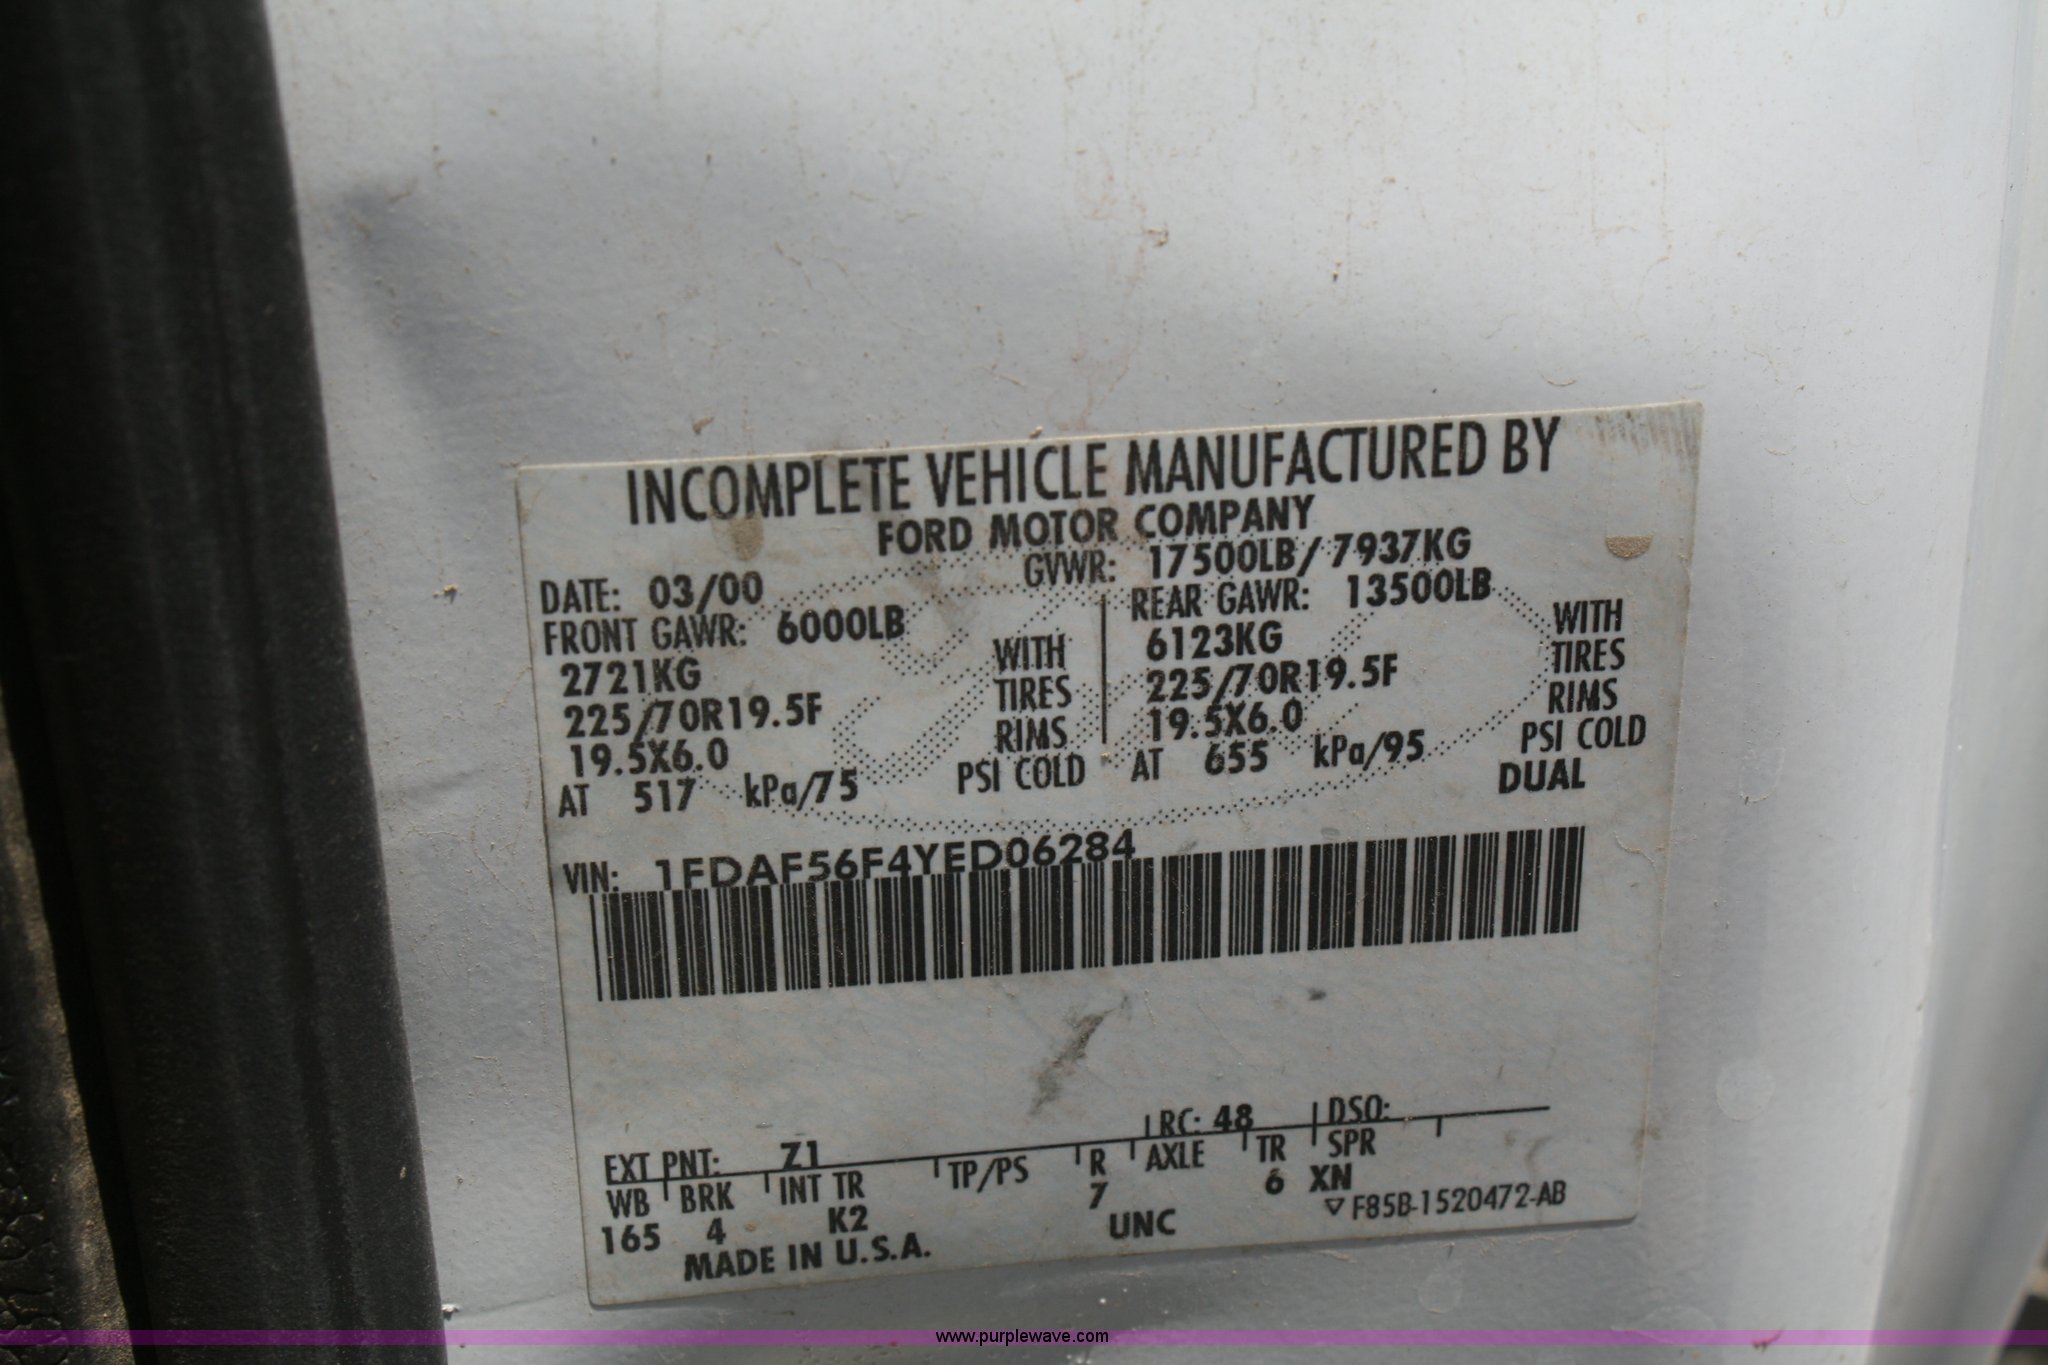 INCOMPLETE VEHICLE MANUFACTURED BY
FORD MOTOR COMPANY
DATE: 03/00 GVWR: 17500LB/7937KG
FRONT GAWR: 6000LB REAR GAWR: 13500LB
2721KG WITH 6123KG WITH
225/70R19.5F TIRES 225/70R19.5F TIRES
19.5X6.0 RIMS 19.5X6.0 RIMS
AT 517 kPa/75 PSI COLD AT 655 kPa/95 PSI COLD
DUAL
VIN: 1FDAF56F4YED06284
EXT PNT: Z1 RC: 48 DSO:
WB BRK INT TR TP/PS R AXLE TR SPR
165 4 K2 7 6 XN
MADE IN U.S.A. UNC ▽F85B-1520472-AB
www.purplewave.com